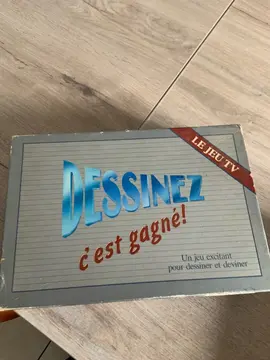 LE JEU TV
DESSINEZ
c'est gagné!
Un jeu excitant
pour dessiner et deviner